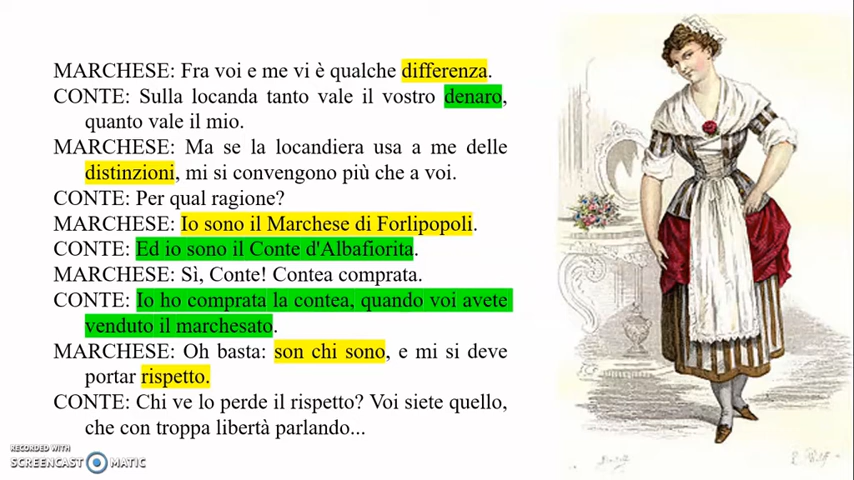 MARCHESE: Fra voi e me vi è qualche differenza.
CONTE: Sulla locanda tanto vale il vostro denaro,
quanto vale il mio.
MARCHESE: Ma se la locandiera usa a me delle
distinzioni, mi si convengono più che a voi.
CONTE: Per qual ragione?
MARCHESE: Io sono il Marchese di Forlipopoli.
CONTE: Ed io sono il Conte d'Albafiorita.
MARCHESE: Sì, Conte! Contea comprata.
CONTE: Io ho comprata la contea, quando voi avete
venduto il marchesato.
MARCHESE: Oh basta: son chi sono, e mi si deve
portar rispetto.
CONTE: Chi ve lo perde il rispetto? Voi siete quello,
che con troppa libertà parlando...
RECORDED WITH
SCREENCAST MATIC